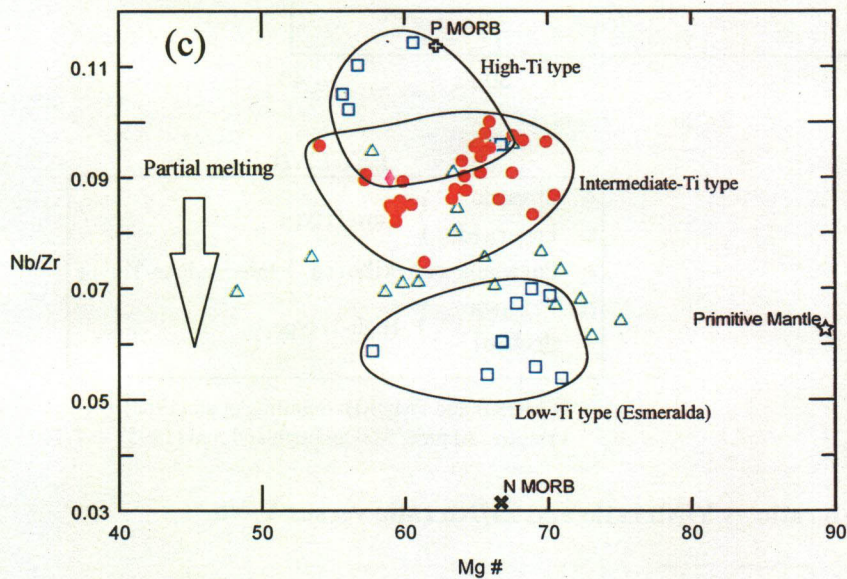 (c)
P MORB
High-Ti type
0.11
Partial melting
0.09
Intermediate-Ti type
Nb/Zr
0.07
Primitive Mantle
0.05
Low-Ti type (Esmeralda)
N MORB
0.03
40
50
60
70
80
90
Mg #